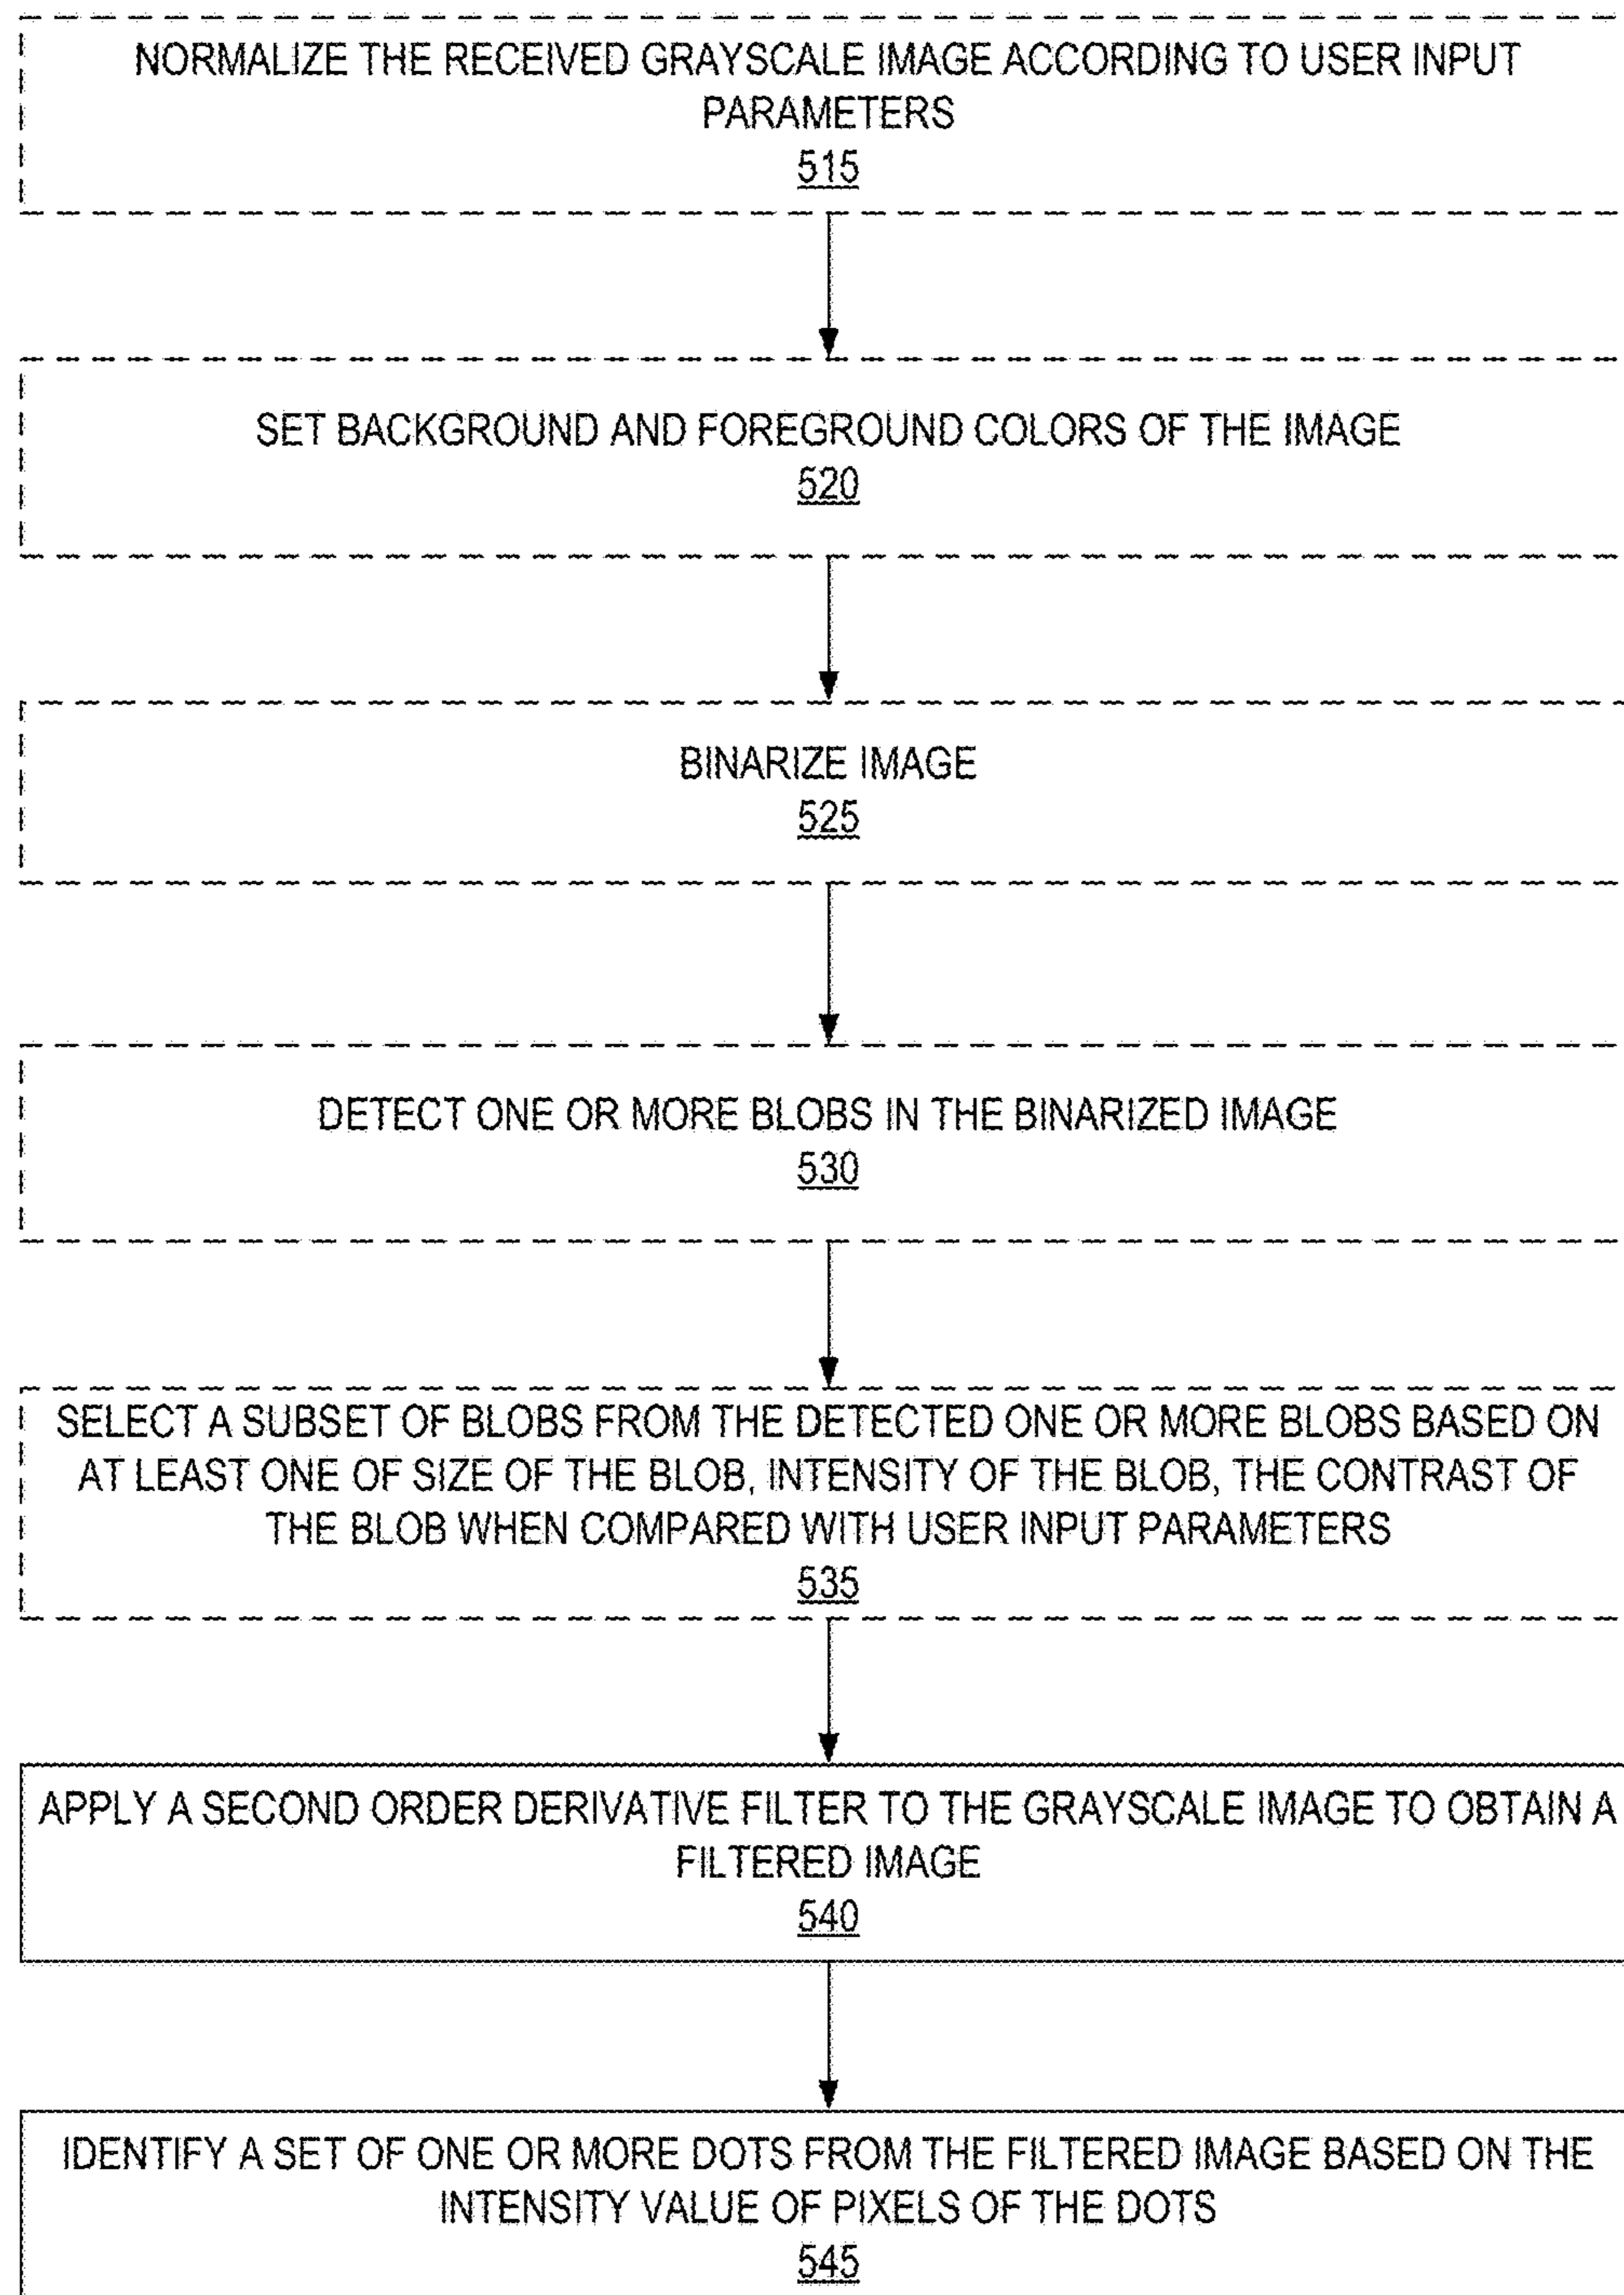 NORMALIZE THE RECEIVED GRAYSCALE IMAGE ACCORDING TO USER INPUT
PARAMETERS
515
SET BACKGROUND AND FOREGROUND COLORS OF THE IMAGE
520
BINARIZE IMAGE
525
DETECT ONE OR MORE BLOBS IN THE BINARIZED IMAGE
530
SELECT A SUBSET OF BLOBS FROM THE DETECTED ONE OR MORE BLOBS BASED ON
AT LEAST ONE OF SIZE OF THE BLOB, INTENSITY OF THE BLOB, THE CONTRAST OF
THE BLOB WHEN COMPARED WITH USER INPUT PARAMETERS
535
APPLY A SECOND ORDER DERIVATIVE FILTER TO THE GRAYSCALE IMAGE TO OBTAIN A
FILTERED IMAGE
540
IDENTIFY A SET OF ONE OR MORE DOTS FROM THE FILTERED IMAGE BASED ON THE
INTENSITY VALUE OF PIXELS OF THE DOTS
545